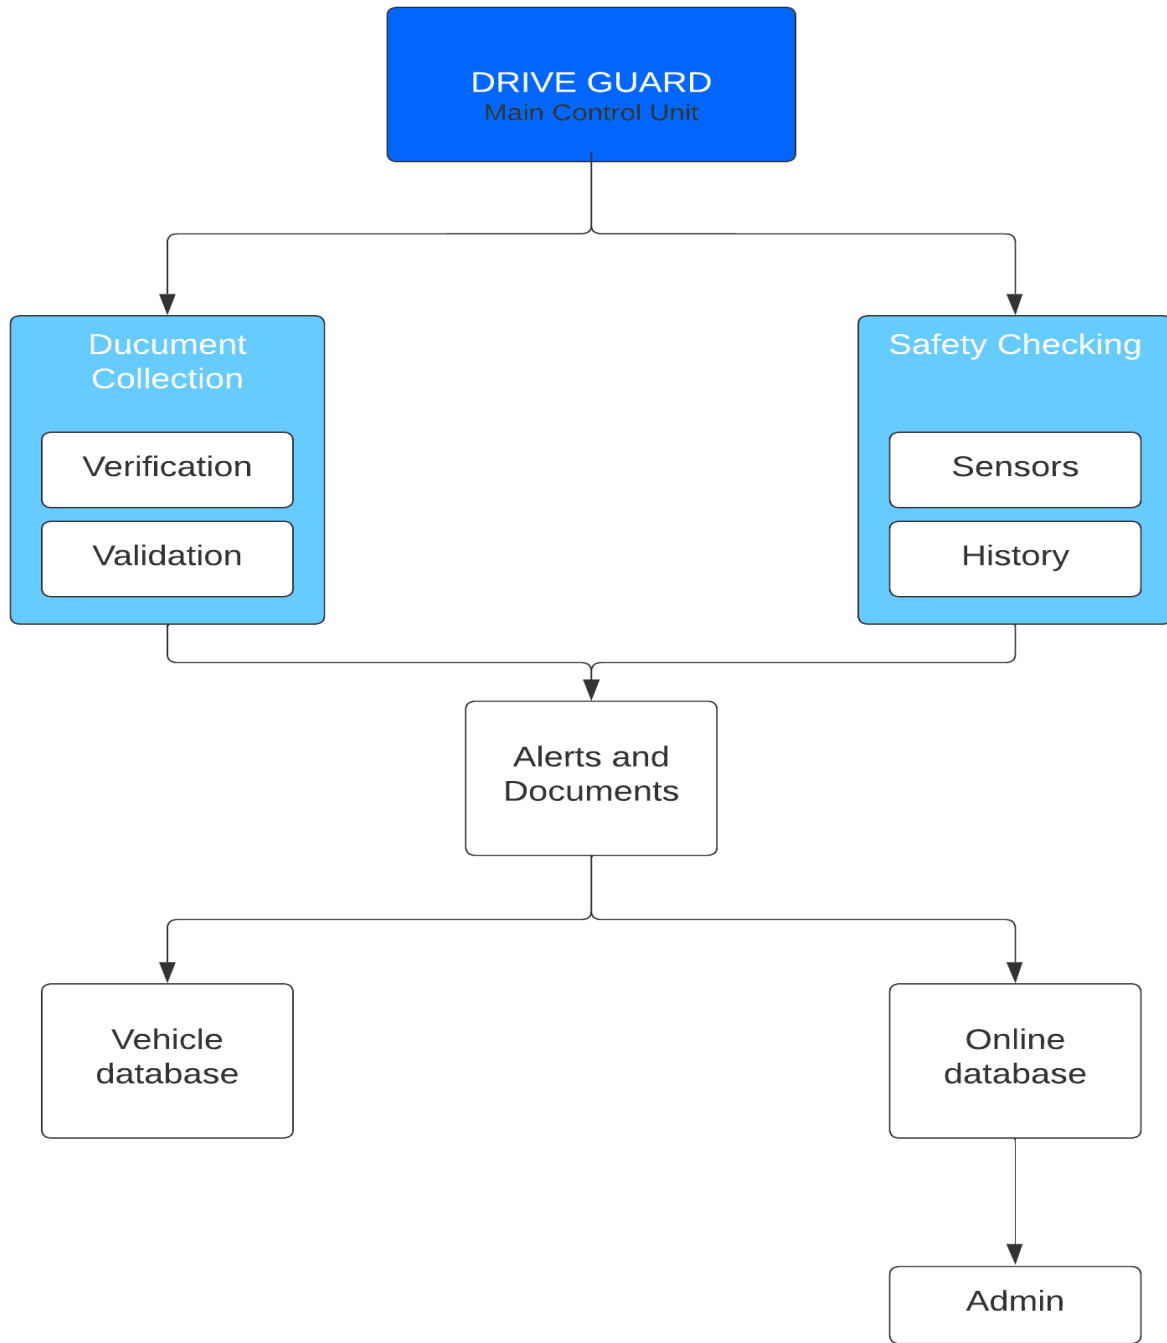 DRIVE GUARD
Main Control Unit
Ducument
Collection
Safety Checking
Verification
Sensors
Validation
History
Alerts and
Documents
Vehicle
database
Online
database
Admin